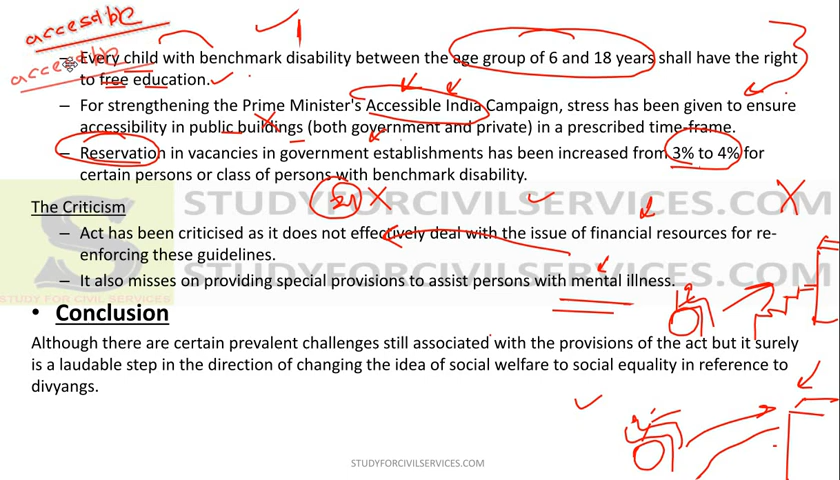 accessible
accessible
– Every child with benchmark disability between the age group of 6 and 18 years shall have the right
to free education.
– For strengthening the Prime Minister's Accessible India Campaign, stress has been given to ensure
accessibility in public buildings (both government and private) in a prescribed time-frame.
– Reservation in vacancies in government establishments has been increased from 3% to 4% for
certain persons or class of persons with benchmark disability.
STUDYFORCIVILSERVICES.COM
The Criticism
– Act has been criticised as it does not effectively deal with the issue of financial resources for re-
enforcing these guidelines.
– It also misses on providing special provisions to assist persons with mental illness.
STUDYFORCIVILSERVICES.COM
STUDY FOR CIVIL SERVICES
• Conclusion
Although there are certain prevalent challenges still associated with the provisions of the act but it surely
is a laudable step in the direction of changing the idea of social welfare to social equality in reference to
divyangs.
STUDYFORCIVILSERVICES.COM